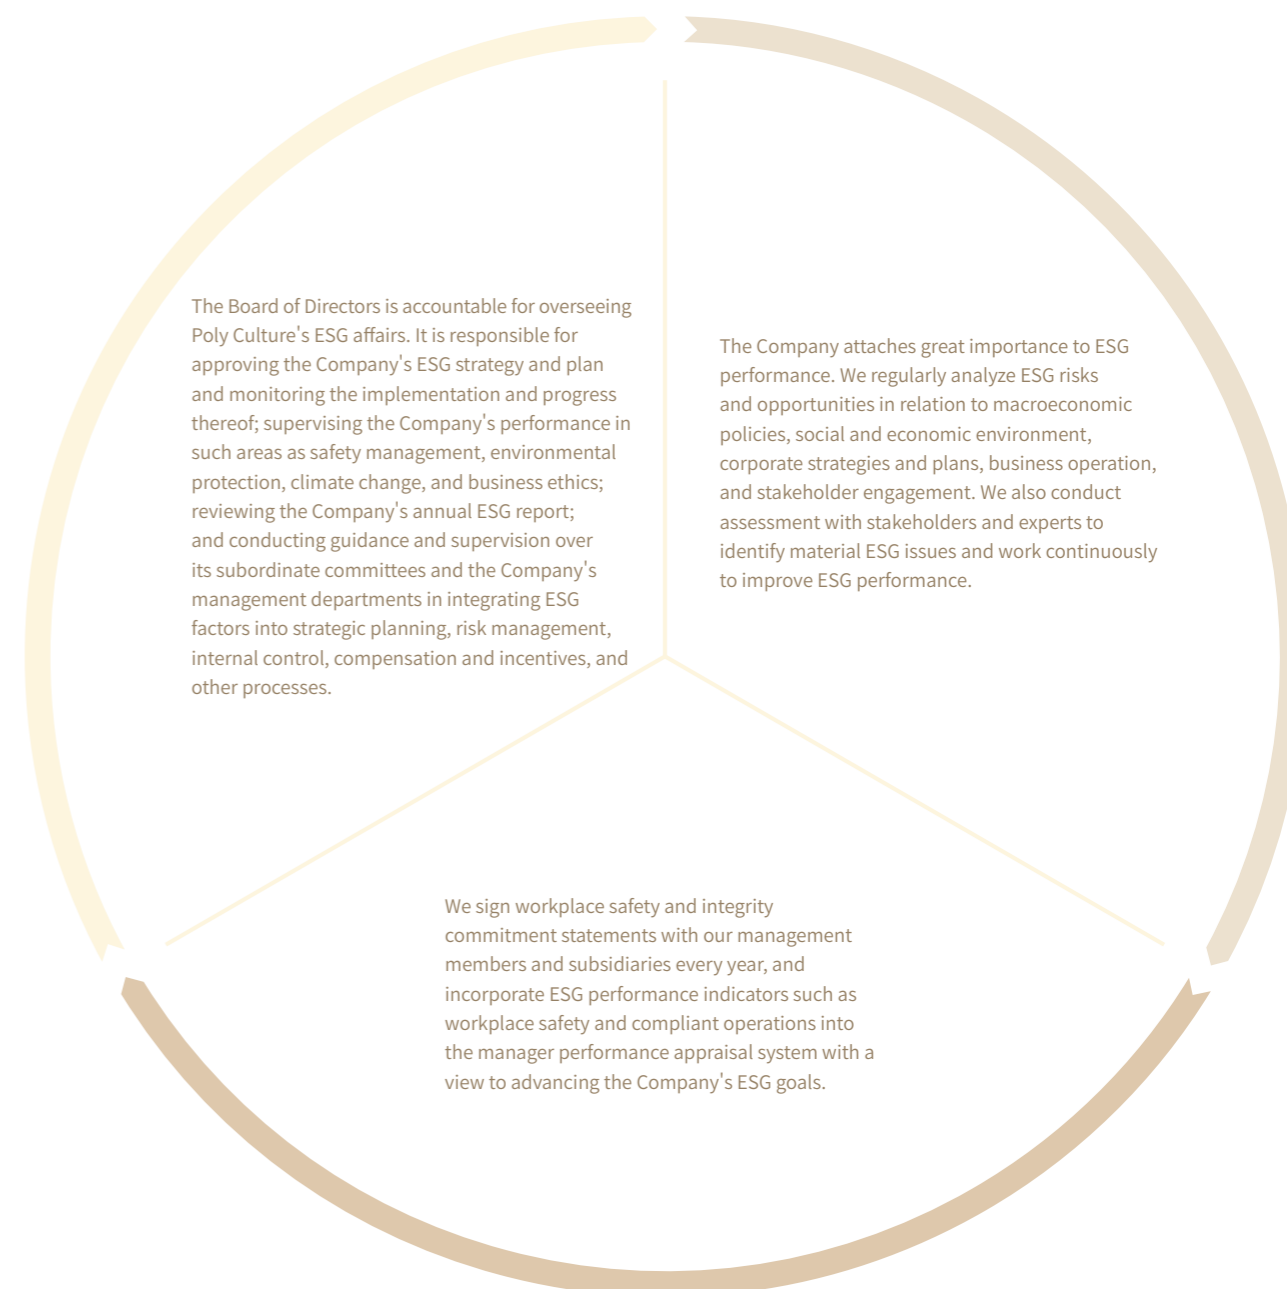 The Board of Directors is accountable for overseeing
Poly Culture's ESG affairs. It is responsible for
approving the Company's ESG strategy and plan
and monitoring the implementation and progress
thereof; supervising the Company's performance in
such areas as safety management, environmental
protection, climate change, and business ethics;
reviewing the Company's annual ESG report;
and conducting guidance and supervision over
its subordinate committees and the Company's
management departments in integrating ESG
factors into strategic planning, risk management,
internal control, compensation and incentives, and
other processes.
The Company attaches great importance to ESG
performance. We regularly analyze ESG risks
and opportunities in relation to macroeconomic
policies, social and economic environment,
corporate strategies and plans, business operation,
and stakeholder engagement. We also conduct
assessment with stakeholders and experts to
identify material ESG issues and work continuously
to improve ESG performance.
We sign workplace safety and integrity
commitment statements with our management
members and subsidiaries every year, and
incorporate ESG performance indicators such as
workplace safety and compliant operations into
the manager performance appraisal system with a
view to advancing the Company's ESG goals.